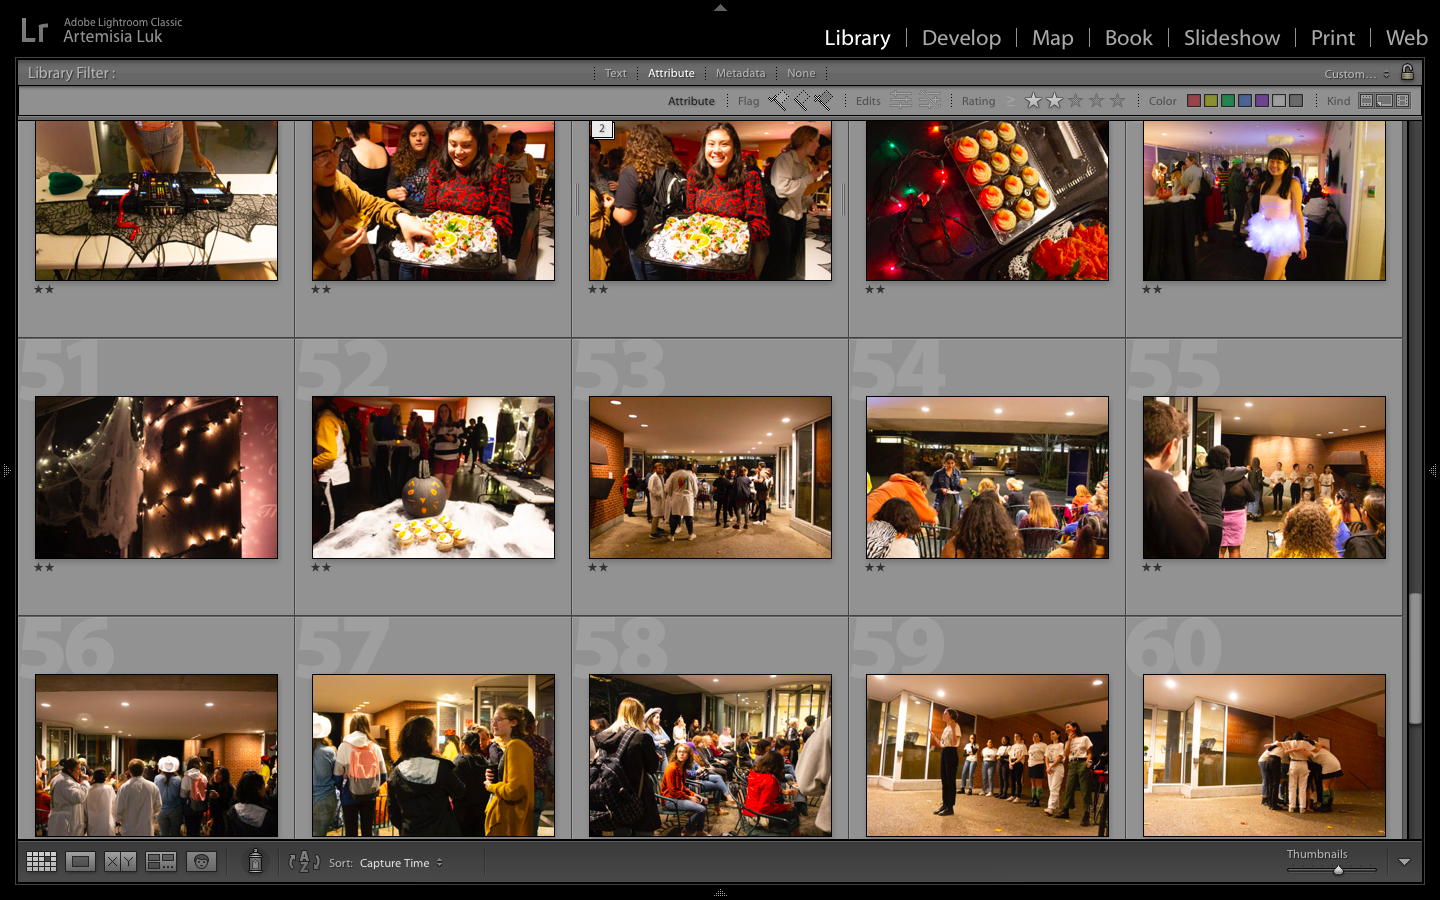 Lr
Adobe Lightroom Classic
Artemisia Luk
Library
Develop
Map
Book
Slideshow
Print
Web
Library Filter :
Text
Attribute
Metadata
None
Custom...
Attribute
Flag
Edits
Rating
≥
Color
Kind
2
23
51
52
53
54
55
56
57
58
59
60
X Y
A Z
Sort: Capture Time
Thumbnails